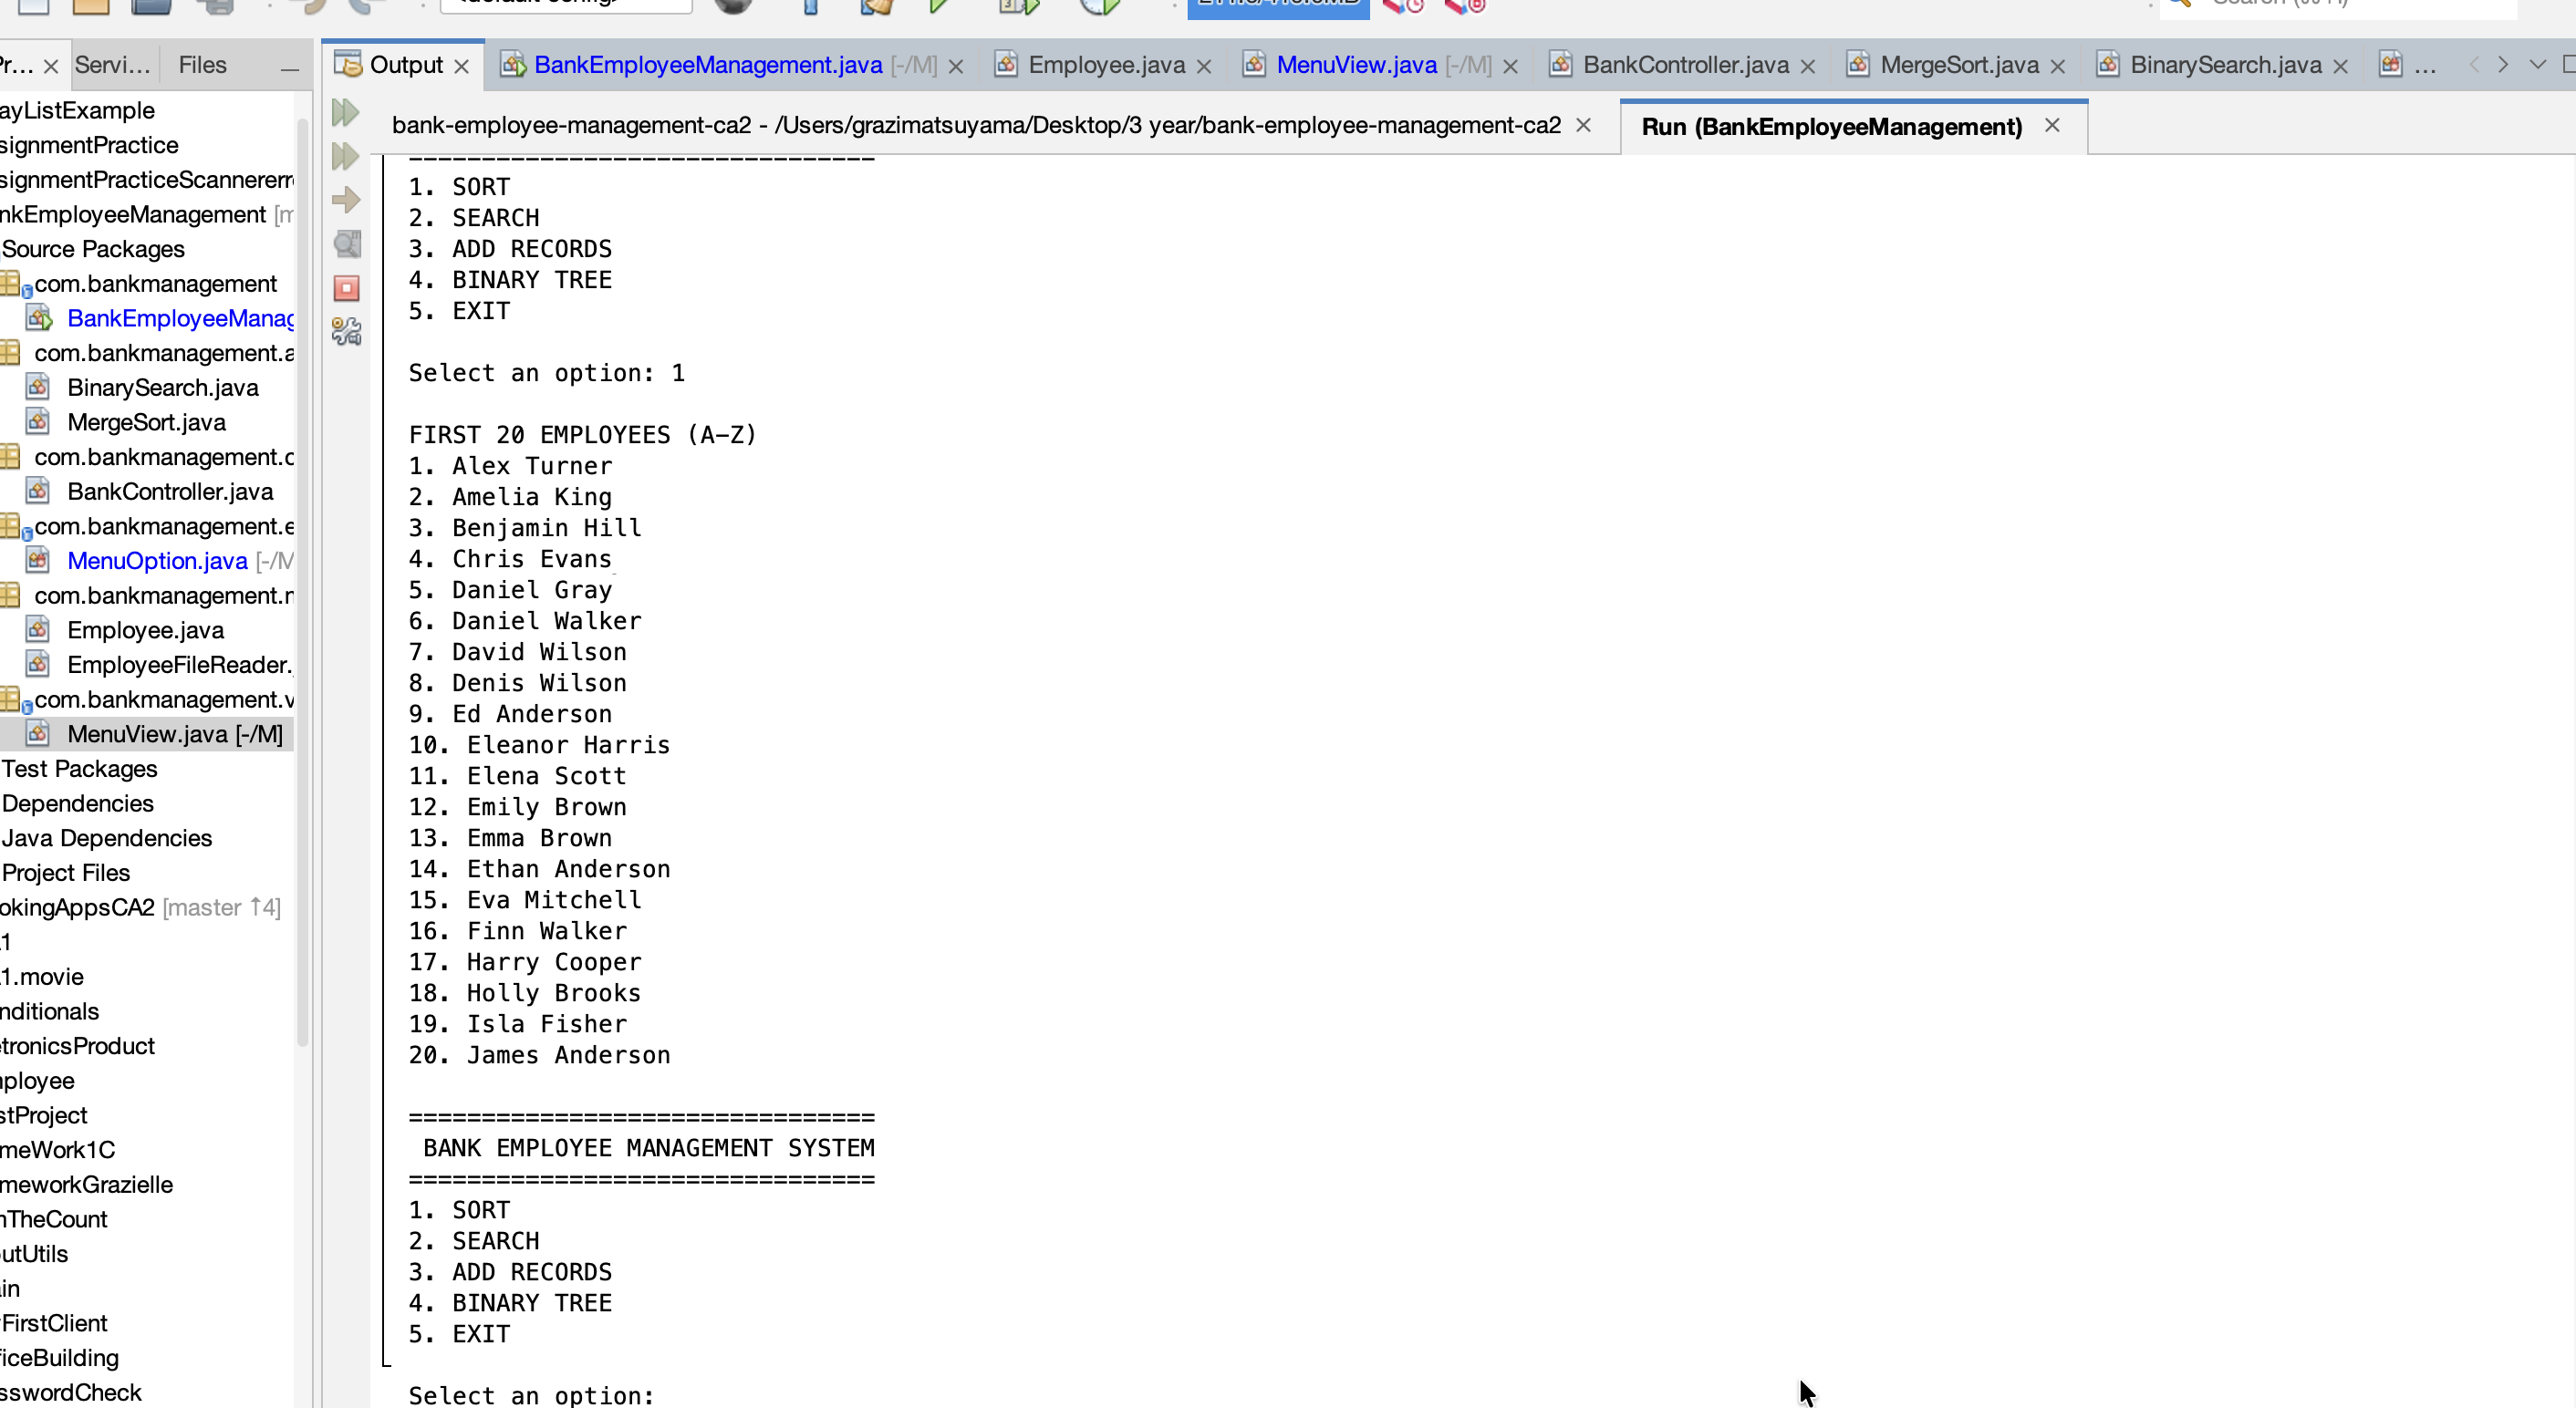 Pr... Servi... Files
Output BankEmployeeManagement.java [-/M] Employee.java MenuView.java [-/M] BankController.java MergeSort.java BinarySearch.java ...
bank-employee-management-ca2 - /Users/grazimatsuyama/Desktop/3 year/bank-employee-management-ca2 Run (BankEmployeeManagement)
ayListExample
signmentPractice
signmentPracticeScannererr
nkEmployeeManagement [m
Source Packages
com.bankmanagement
BankEmployeeManag
com.bankmanagement.a
BinarySearch.java
MergeSort.java
com.bankmanagement.c
BankController.java
com.bankmanagement.e
MenuOption.java [-/M
com.bankmanagement.m
Employee.java
EmployeeFileReader.
com.bankmanagement.v
MenuView.java [-/M]
Test Packages
Dependencies
Java Dependencies
Project Files
okingAppsCA2 [master ↑4]
1
1.movie
nditionals
tronicsProduct
ployee
stProject
meWork1C
meworkGrazielle
nTheCount
outUtils
in
FirstClient
ficeBuilding
sswordCheck
================================
1. SORT
2. SEARCH
3. ADD RECORDS
4. BINARY TREE
5. EXIT
Select an option: 1
FIRST 20 EMPLOYEES (A-Z)
1. Alex Turner
2. Amelia King
3. Benjamin Hill
4. Chris Evans
5. Daniel Gray
6. Daniel Walker
7. David Wilson
8. Denis Wilson
9. Ed Anderson
10. Eleanor Harris
11. Elena Scott
12. Emily Brown
13. Emma Brown
14. Ethan Anderson
15. Eva Mitchell
16. Finn Walker
17. Harry Cooper
18. Holly Brooks
19. Isla Fisher
20. James Anderson
================================
BANK EMPLOYEE MANAGEMENT SYSTEM
================================
1. SORT
2. SEARCH
3. ADD RECORDS
4. BINARY TREE
5. EXIT
Select an option: